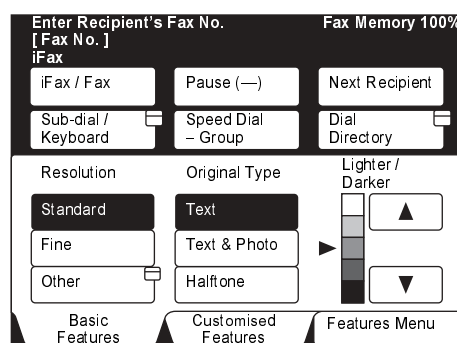 Enter Recipient's Fax No. Fax Memory 100%
[ Fax No. ]
iFax
iFax / Fax Pause (—) Next Recipient
Sub-dial / Speed Dial Dial
Keyboard – Group Directory
Resolution Original Type Lighter /
Darker
Standard Text
Fine Text & Photo
Other Halftone
Basic Customised Features Menu
Features Features